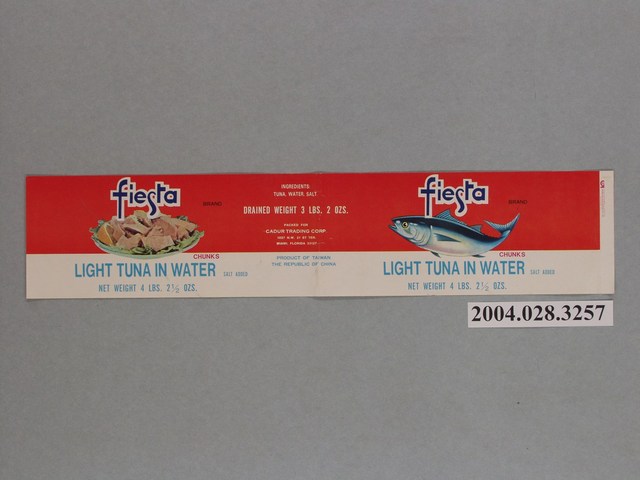 fiesta
BRAND
CHUNKS
LIGHT TUNA IN WATER
SALT ADDED
NET WEIGHT 4 LBS. 2½ OZS.
INGREDIENTS:
TUNA, WATER, SALT.
DRAINED WEIGHT 3 LBS. 2 OZS.
PACKED FOR
CADUR TRADING CORP.
MIAMI, FLORIDA
PRODUCT OF TAIWAN
THE REPUBLIC OF CHINA
fiesta
BRAND
CHUNKS
LIGHT TUNA IN WATER
SALT ADDED
NET WEIGHT 4 LBS. 2½ OZS.
2004.028.3257